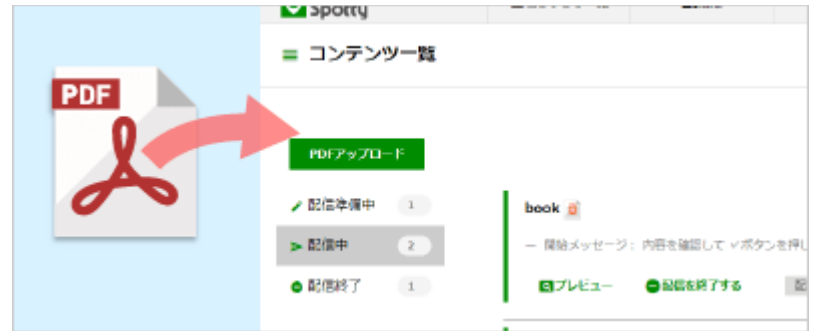 Spotty
コンテンツ一覧
PDF
PDFアップロード
配信準備中 1
book
配信中 2
― 開始メッセージ： 内容を確認して ✓ボタンを押し
配信終了 1
プレビュー 配信を終了する 配